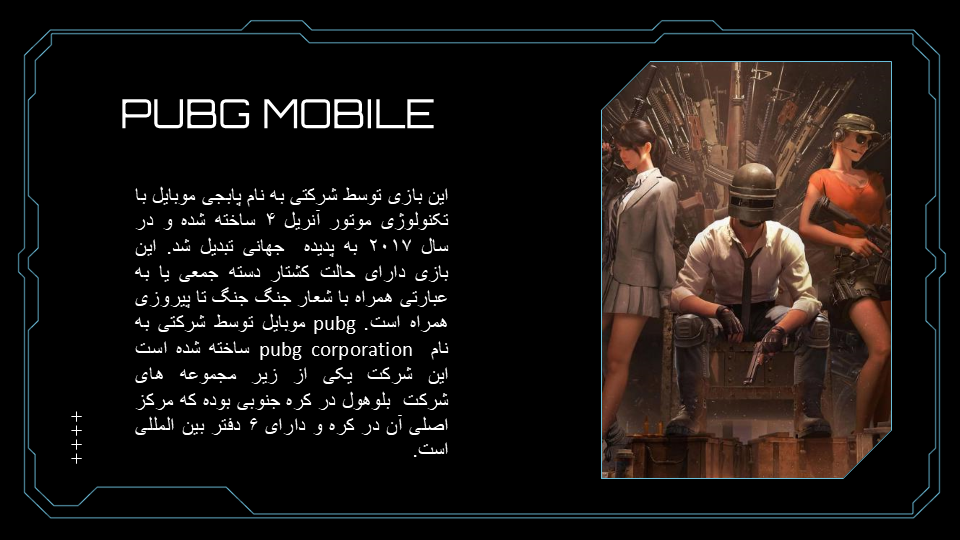 PUBG MOBILE
این بازی توسط شرکتی به نام پابجی موبایل با
تکنولوژی موتور آنریل ۴ ساخته شده و در
سال ۲۰۱۷ به پدیده جهانی تبدیل شد. این
بازی دارای حالت کشتار دسته جمعی یا به
عبارتی همراه با شعار جنگ جنگ تا پیروزی
همراه است. pubg موبایل توسط شرکتی به
نام pubg corporation ساخته شده است
این شرکت یکی از زیر مجموعه های
شرکت بلوهول در کره جنوبی بوده که مرکز
اصلی آن در کره و دارای ۶ دفتر بین المللی
است.